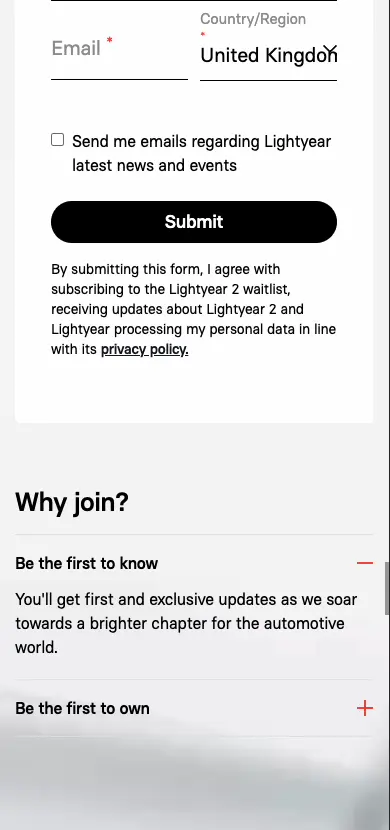 Country/Region
*
Email *
United Kingdon
Send me emails regarding Lightyear
latest news and events
Submit
By submitting this form, I agree with
subscribing to the Lightyear 2 waitlist,
receiving updates about Lightyear 2 and
Lightyear processing my personal data in line
with its privacy policy.
Why join?
Be the first to know
You'll get first and exclusive updates as we soar
towards a brighter chapter for the automotive
world.
Be the first to own